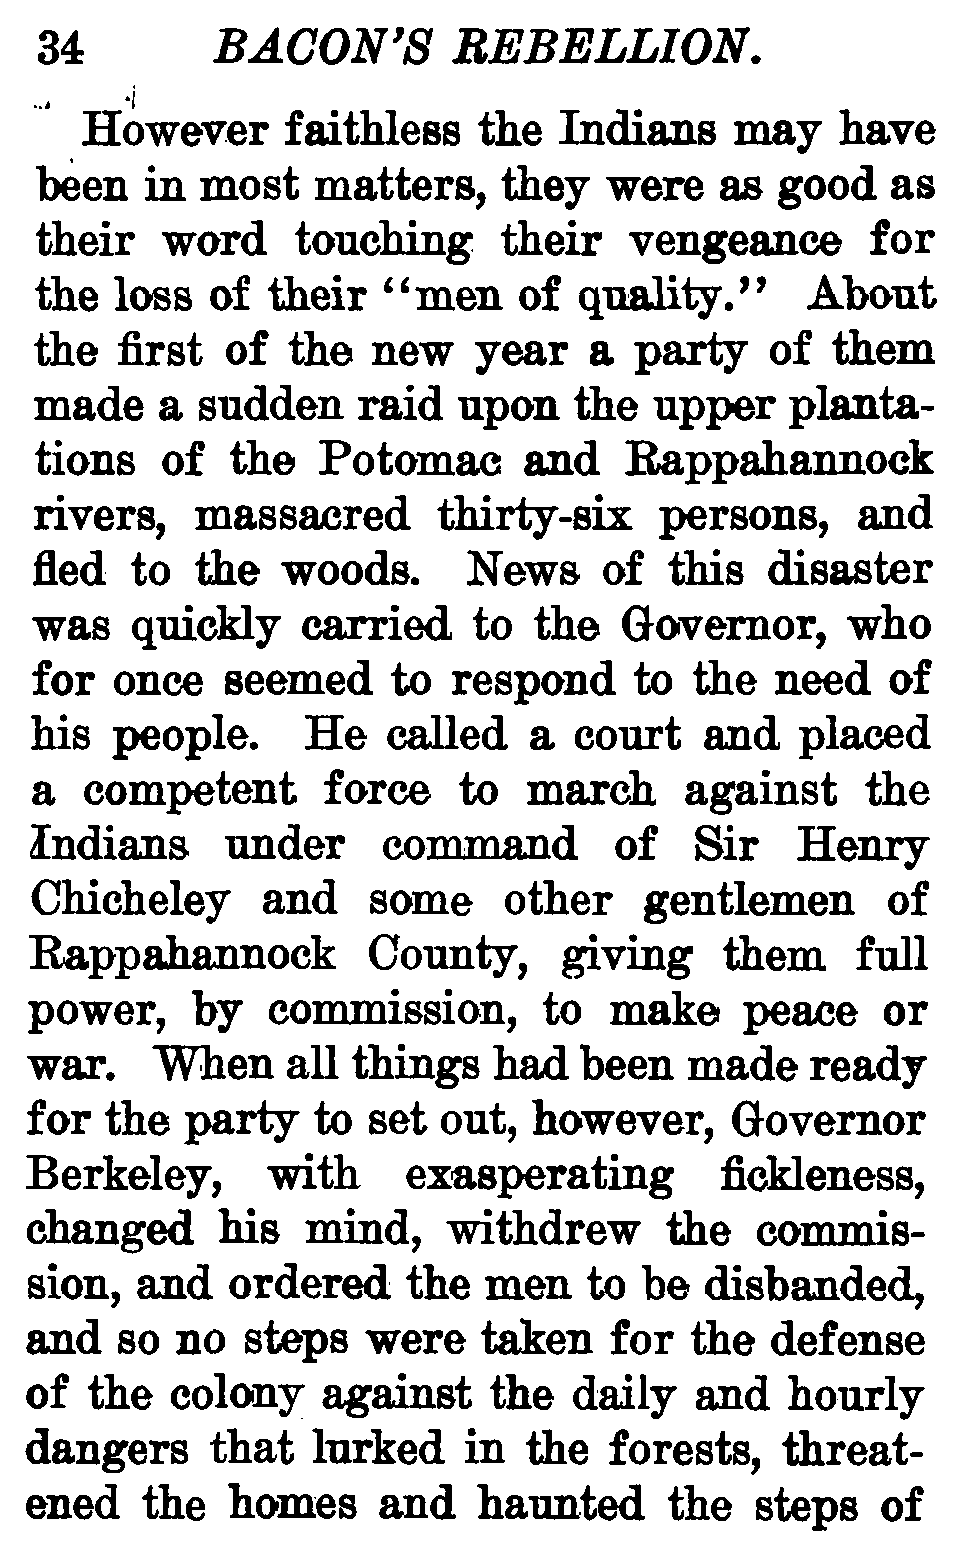 34 BACON'S REBELLION.
However faithless the Indians may have
been in most matters, they were as good as
their word touching their vengeance for
the loss of their "men of quality." About
the first of the new year a party of them
made a sudden raid upon the upper planta-
tions of the Potomac and Rappahannock
rivers, massacred thirty-six persons, and
fled to the woods. News of this disaster
was quickly carried to the Governor, who
for once seemed to respond to the need of
his people. He called a court and placed
a competent force to march against the
Indians under command of Sir Henry
Chicheley and some other gentlemen of
Rappahannock County, giving them full
power, by commission, to make peace or
war. When all things had been made ready
for the party to set out, however, Governor
Berkeley, with exasperating fickleness,
changed his mind, withdrew the commis-
sion, and ordered the men to be disbanded,
and so no steps were taken for the defense
of the colony against the daily and hourly
dangers that lurked in the forests, threat-
ened the homes and haunted the steps of